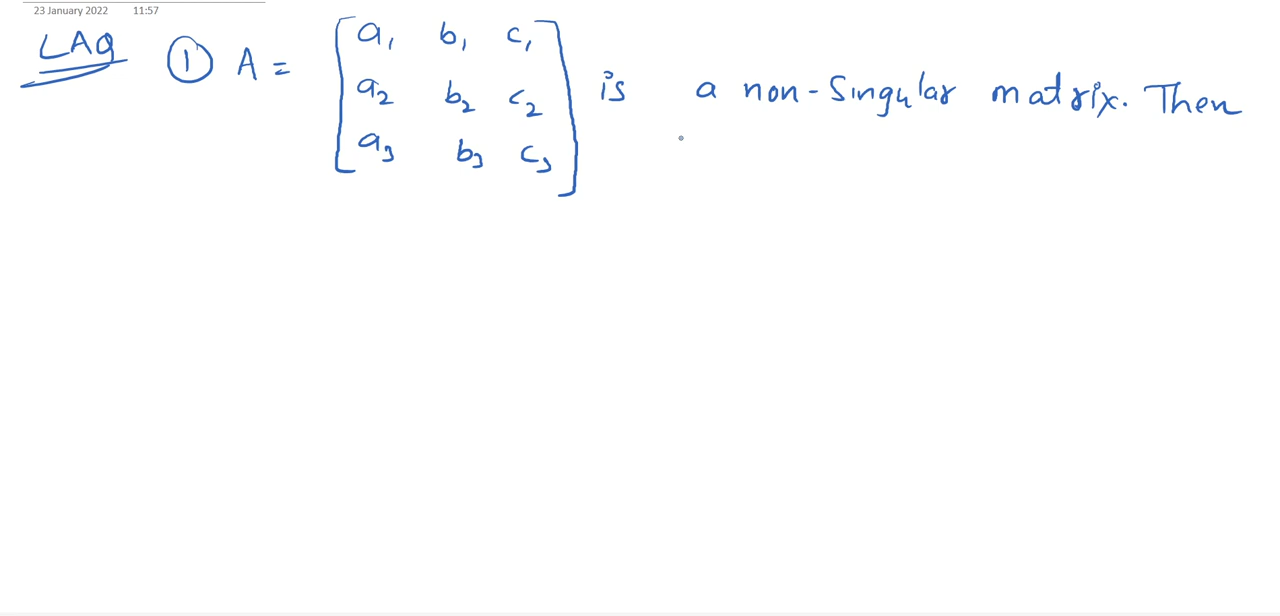 23 January 2022 11:57
LAQ ① A = [ a₁ b₁ c₁
a₂ b₂ c₂ is a non-singular matrix. Then
a₃ b₃ c₃ ]